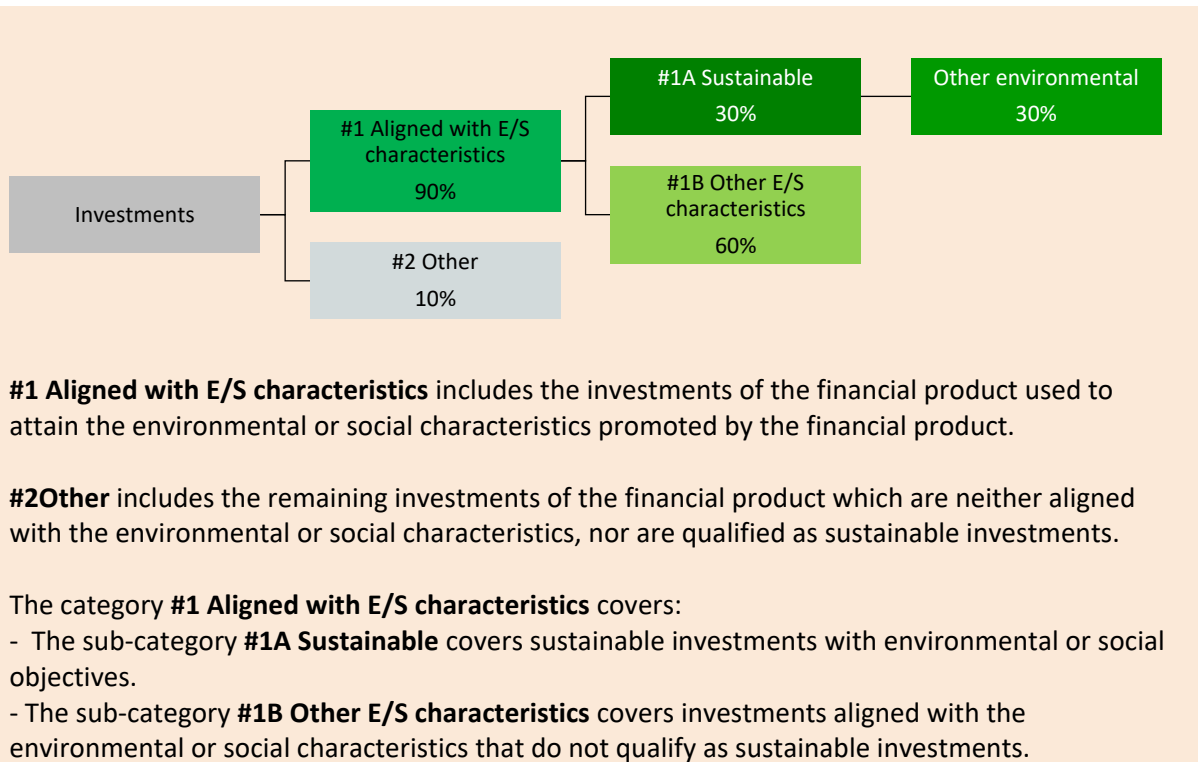 #1A Sustainable
30%
Other environmental
30%
#1 Aligned with E/S
characteristics
90%
#1B Other E/S
characteristics
60%
Investments
#2 Other
10%
#1 Aligned with E/S characteristics includes the investments of the financial product used to
attain the environmental or social characteristics promoted by the financial product.
#2Other includes the remaining investments of the financial product which are neither aligned
with the environmental or social characteristics, nor are qualified as sustainable investments.
The category #1 Aligned with E/S characteristics covers:
- The sub-category #1A Sustainable covers sustainable investments with environmental or social
objectives.
- The sub-category #1B Other E/S characteristics covers investments aligned with the
environmental or social characteristics that do not qualify as sustainable investments.